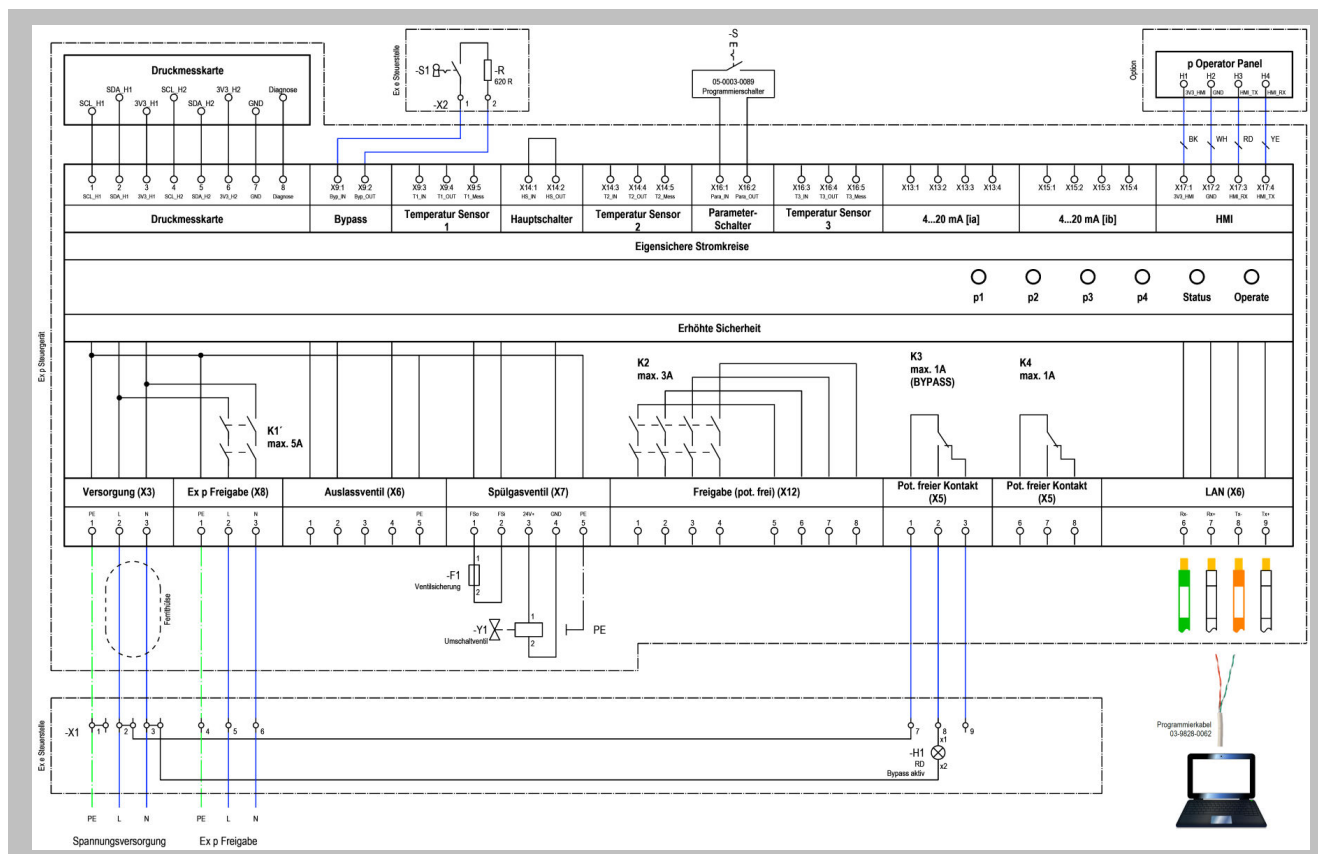 Ex e Steuerstelle
-S1
-R
620 R
-X2
1
2
-S
05-0003-0089
Programmierschalter
Option
p Operator Panel
H1 H2 H3 H4
3V3_HMI GND HMI_TX HMI_RX
BK WH RD YE
Druckmesskarte
SCL_H1 SDA_H1 3V3_H1 SCL_H2 SDA_H2 3V3_H2 GND Diagnose
1 2 3 4 5 6 7 8
SCL_H1 SDA_H1 3V3_H1 SCL_H2 SDA_H2 3V3_H2 GND Diagnose
X9:1 X9:2 X9:3 X9:4 X9:5 X14:1 X14:2 X14:3 X14:4 X14:5 X16:1 X16:2 X16:3 X16:4 X16:5 X13:1 X13:2 X13:3 X13:4 X15:1 X15:2 X15:3 X15:4 X17:1 X17:2 X17:3 X17:4
Byp_IN Byp_OUT T1_IN T1_OUT T1_Mess HS_IN HS_OUT T2_IN T2_OUT T2_Mess Para_IN Para_OUT T3_IN T3_OUT T3_Mess 3V3_HMI GND HMI_RX HMI_TX
Druckmesskarte
Bypass
Temperatur Sensor 1
Hauptschalter
Temperatur Sensor 2
Parameter-Schalter
Temperatur Sensor 3
4...20 mA [ia]
4...20 mA [ib]
HMI
Eigensichere Stromkreise
p1 p2 p3 p4 Status Operate
Erhöhte Sicherheit
Ex p Steuergerät
K1´
max. 5A
K2
max. 3A
K3
max. 1A
(BYPASS)
K4
max. 1A
Versorgung (X3)
Ex p Freigabe (X8)
Auslassventil (X6)
Spülgasventil (X7)
Freigabe (pot. frei) (X12)
Pot. freier Kontakt
(X5)
Pot. freier Kontakt
(X5)
LAN (X6)
PE L N PE L N PE FSo FSi 24V+ GND PE Rx- Rx+ Tx- Tx+
1 2 3 1 2 3 1 2 3 4 5 1 2 3 4 5 1 2 3 4 5 6 7 8 1 2 3 6 7 8 6 7 8 9
Ferrithülse
1
-F1
2
Ventilsicherung
-Y1
Umschaltventil
1
2
PE
Ex e Steuerstelle
-X1
1 2 3 4 5 6 7 8 9
x1
-H1
x2
RD
Bypass aktiv
Programmierkabel
03-9828-0062
PE L N PE L N
Spannungsversorgung
Ex p Freigabe